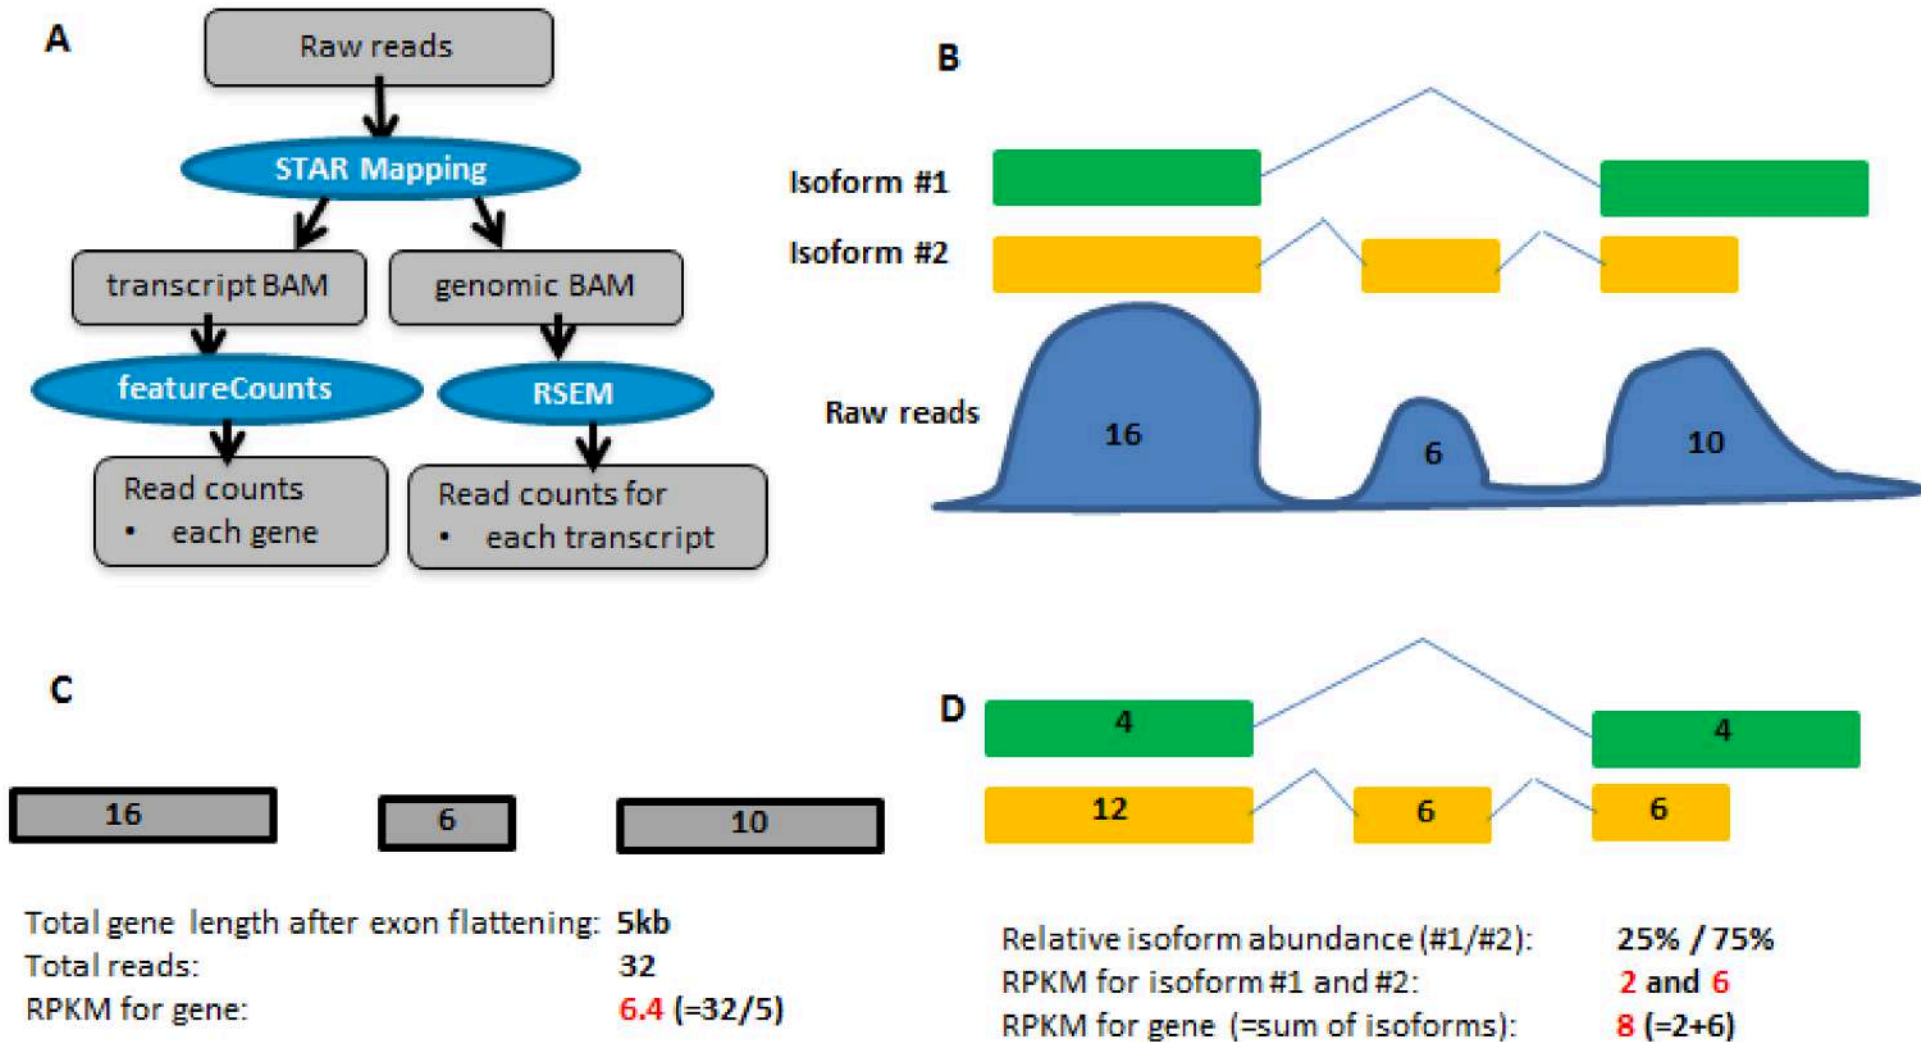 A
Raw reads
STAR Mapping
transcript BAM
genomic BAM
featureCounts
RSEM
Read counts
• each gene
Read counts for
• each transcript
B
Isoform #1
Isoform #2
Raw reads
16
6
10
C
16
6
10
Total gene length after exon flattening: 5kb
Total reads: 32
RPKM for gene: 6.4 (=32/5)
D
4
4
12
6
6
Relative isoform abundance (#1/#2): 25% / 75%
RPKM for isoform #1 and #2: 2 and 6
RPKM for gene (=sum of isoforms): 8 (=2+6)